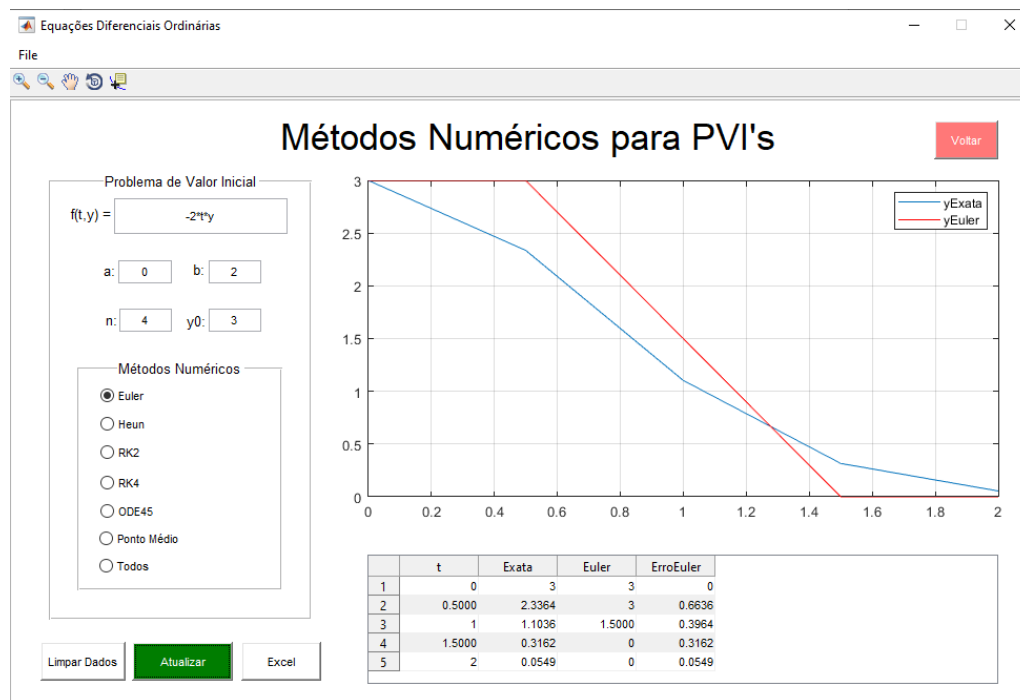 Equações Diferenciais Ordinárias
File
Métodos Numéricos para PVI's
Voltar
Problema de Valor Inicial
f(t,y) = -2*t*y
a: 0 b: 2
n: 4 y0: 3
Métodos Numéricos
Euler
Heun
RK2
RK4
ODE45
Ponto Médio
Todos
Limpar Dados Atualizar Excel
3
2.5
2
1.5
1
0.5
0
0 0.2 0.4 0.6 0.8 1 1.2 1.4 1.6 1.8 2
yExata
yEuler
t Exata Euler ErroEuler
1 0 3 3 0
2 0.5000 2.3364 3 0.6636
3 1 1.1036 1.5000 0.3964
4 1.5000 0.3162 0 0.3162
5 2 0.0549 0 0.0549